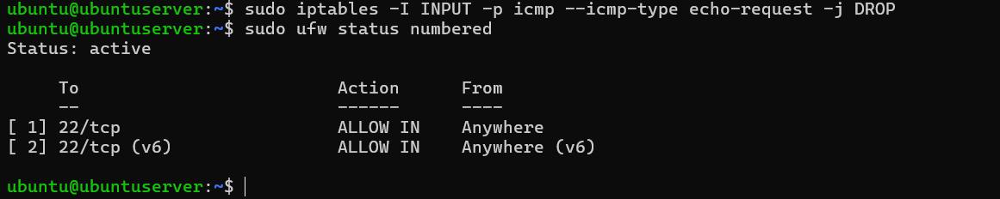 ubuntu@ubuntuserver:~$ sudo iptables -I INPUT -p icmp --icmp-type echo-request -j DROP
ubuntu@ubuntuserver:~$ sudo ufw status numbered
Status: active
     To                         Action      From
     --                         ------      ----
[ 1] 22/tcp                     ALLOW IN    Anywhere
[ 2] 22/tcp (v6)                ALLOW IN    Anywhere (v6)
ubuntu@ubuntuserver:~$